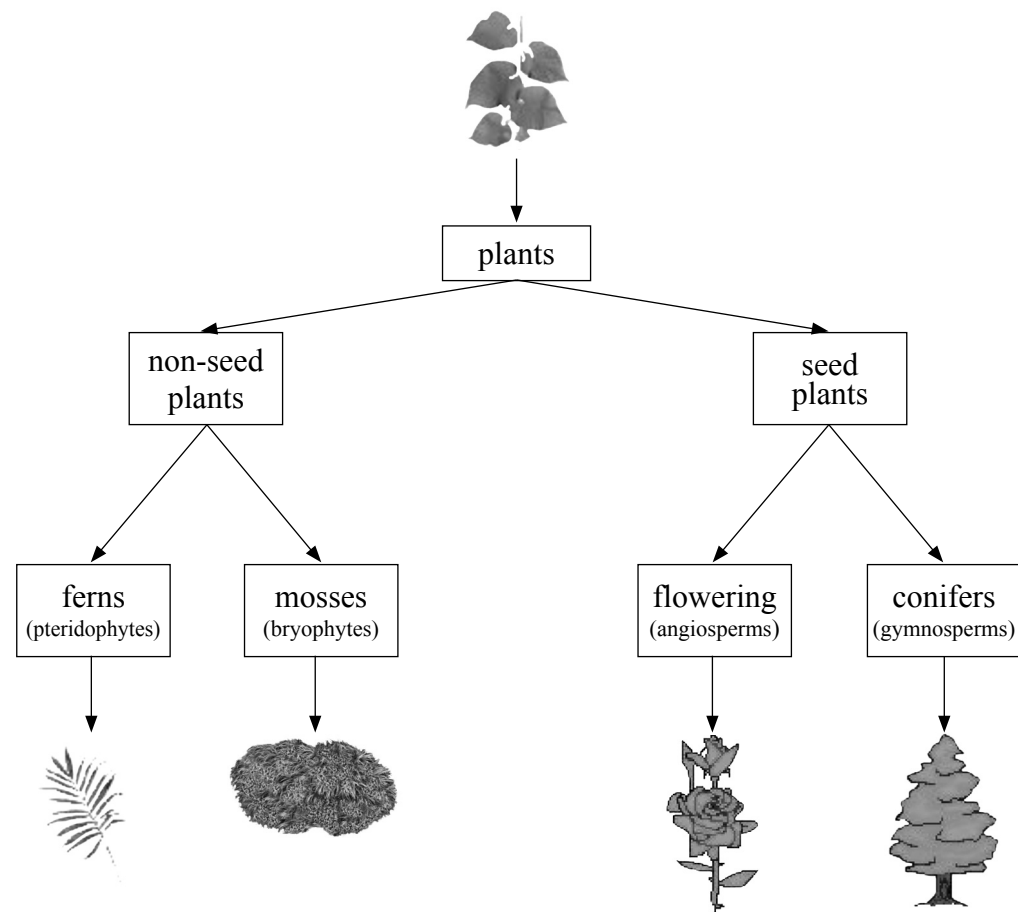 plants
non-seed
plants
seed
plants
ferns
(pteridophytes)
mosses
(bryophytes)
flowering
(angiosperms)
conifers
(gymnosperms)